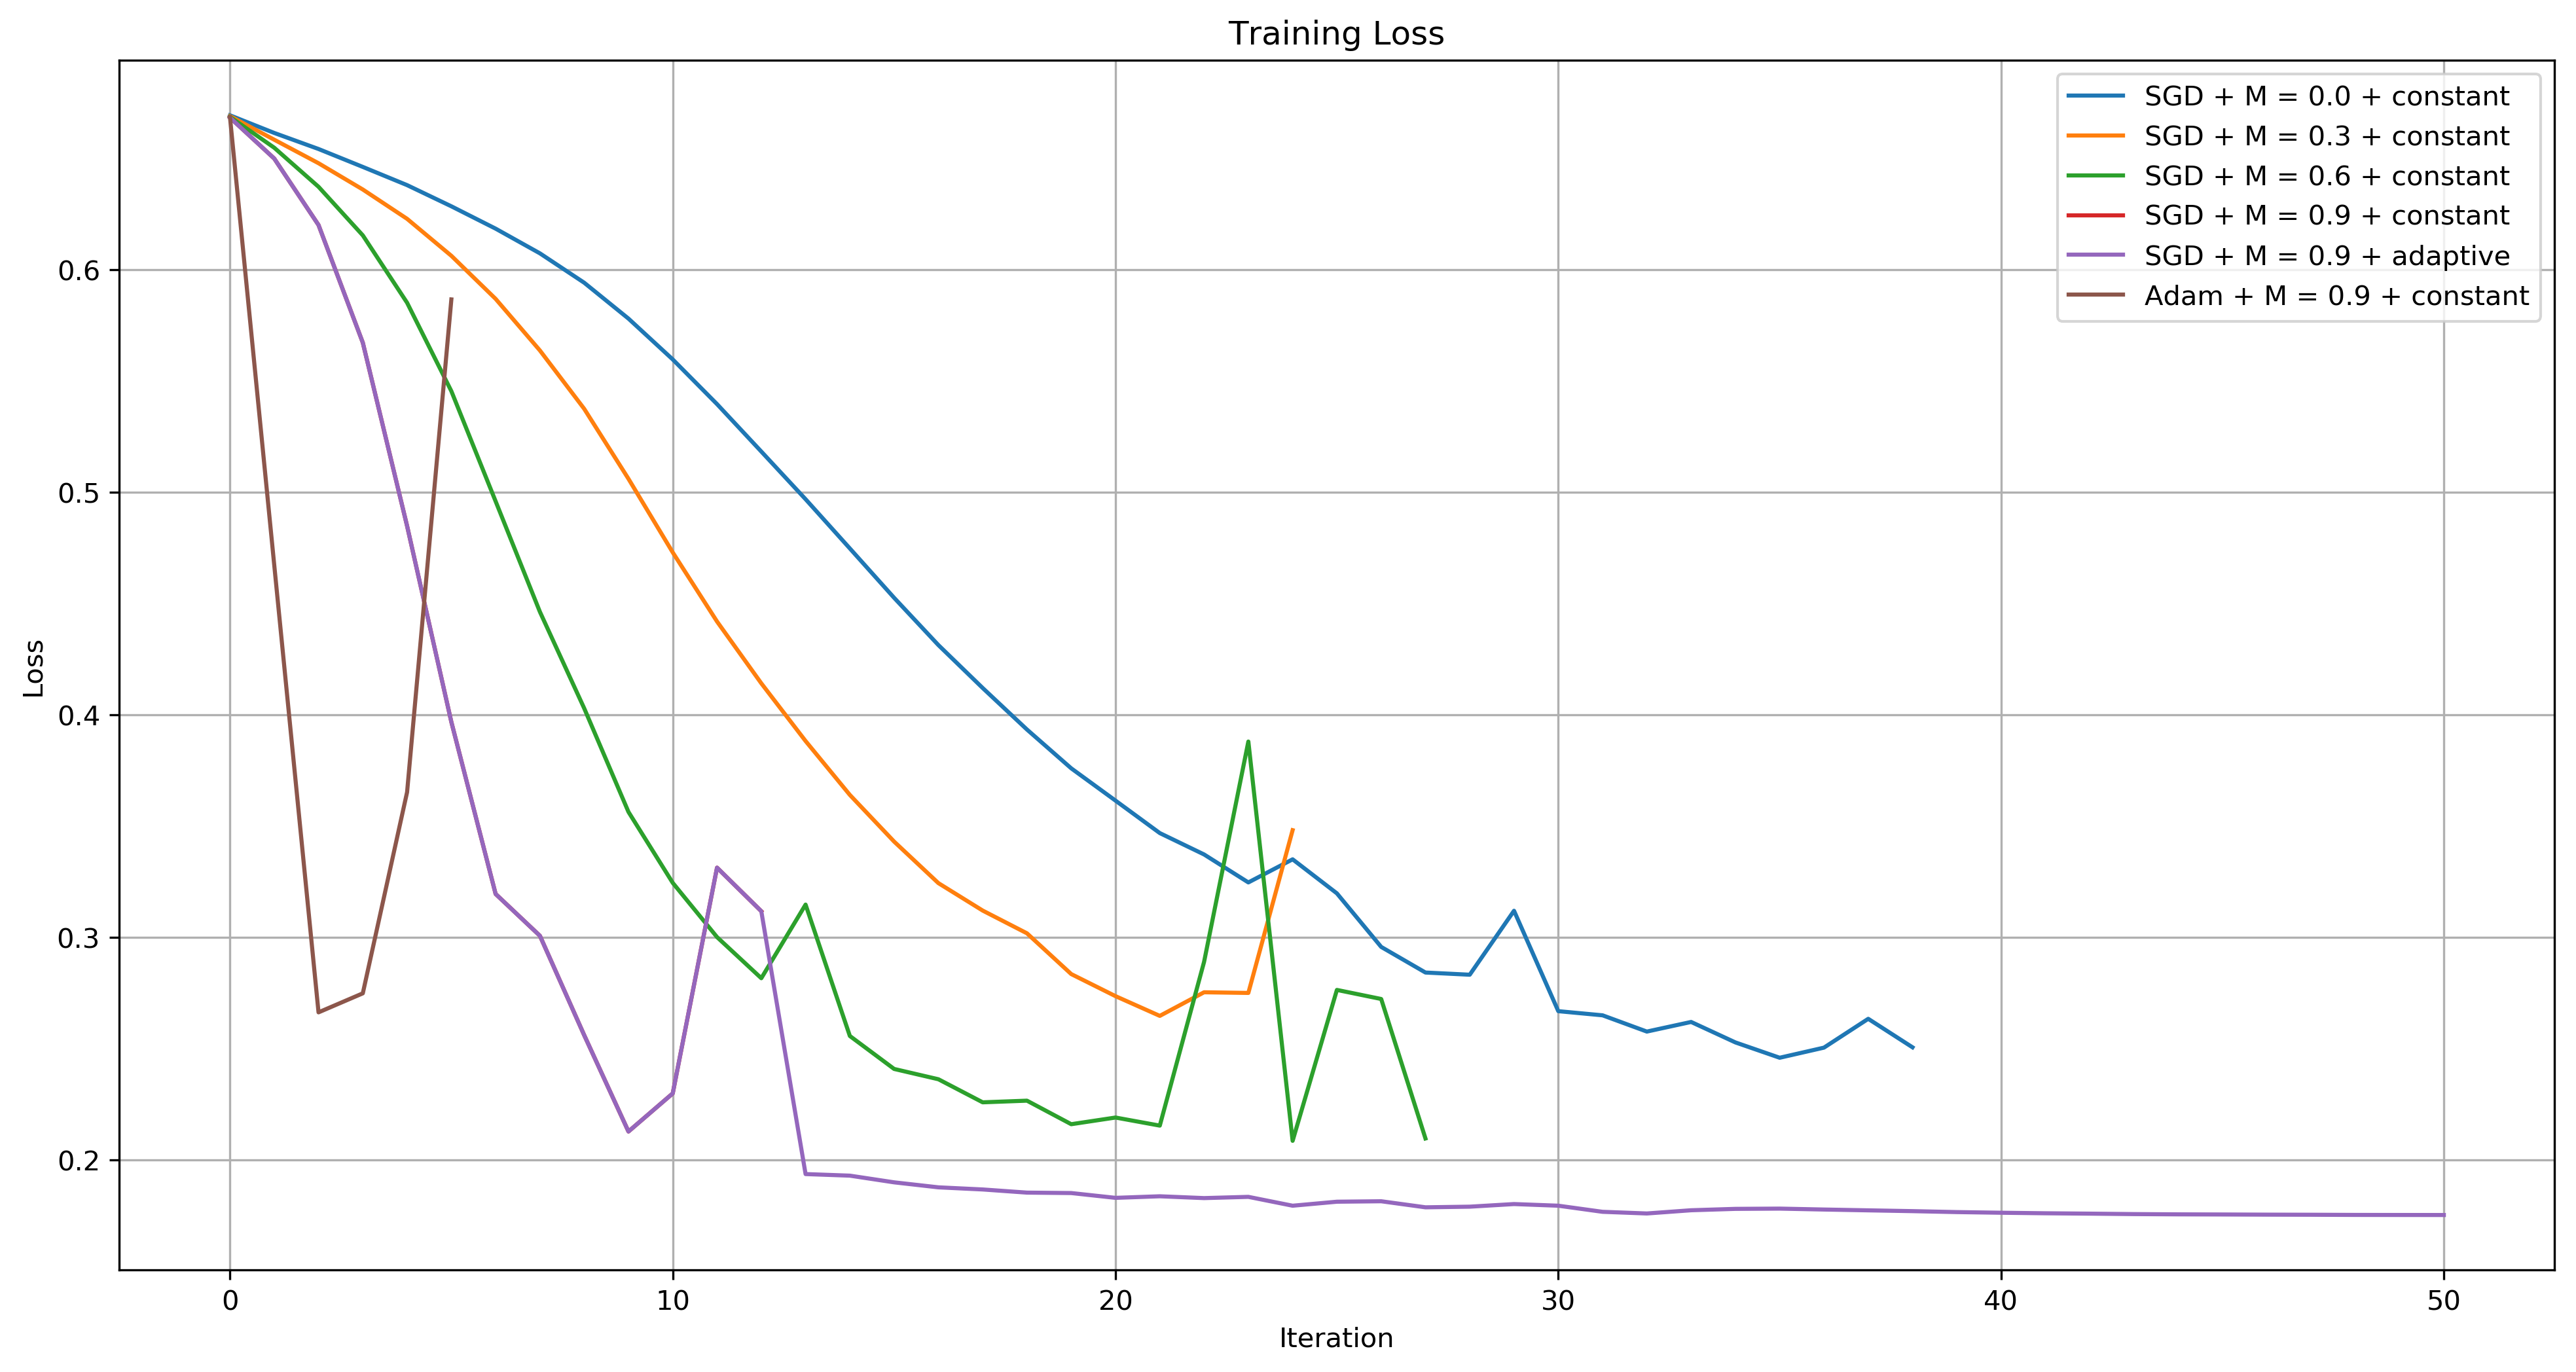 Training Loss
SGD + M = 0.0 + constant
SGD + M = 0.3 + constant
SGD + M = 0.6 + constant
SGD + M = 0.9 + constant
SGD + M = 0.9 + adaptive
Adam + M = 0.9 + constant
0.6
0.5
0.4
0.3
0.2
Loss
0 10 20 30 40 50
Iteration